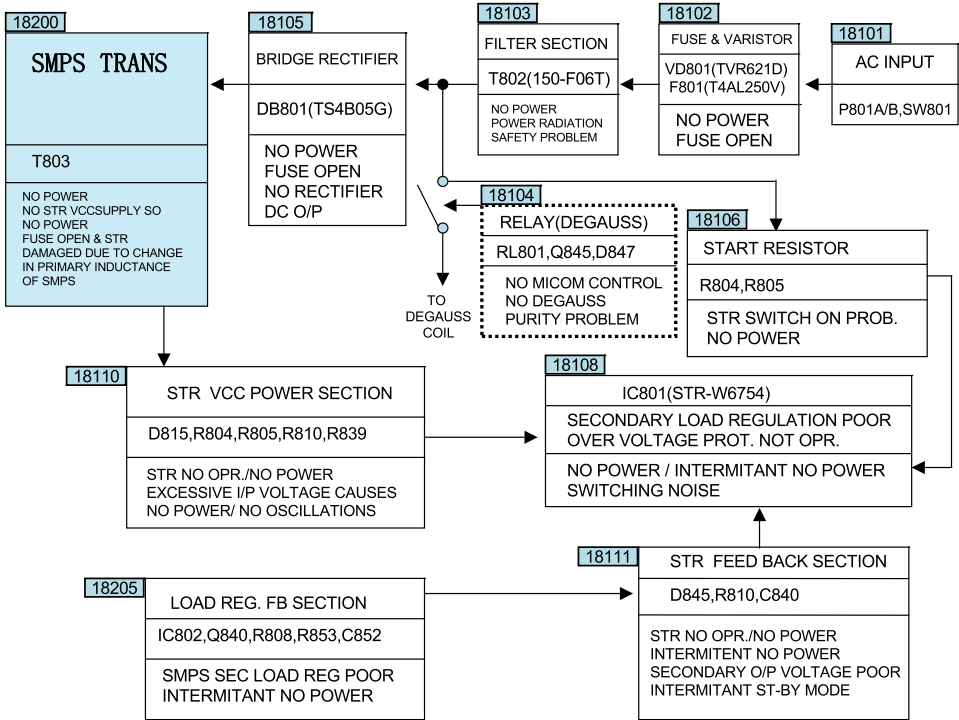 18200
SMPS TRANS
T803
NO POWER
NO STR VCCSUPPLY SO
NO POWER
FUSE OPEN & STR
DAMAGED DUE TO CHANGE
IN PRIMARY INDUCTANCE
OF SMPS
18105
BRIDGE RECTIFIER
DB801(TS4B05G)
NO POWER
FUSE OPEN
NO RECTIFIER
DC O/P
18103
FILTER SECTION
T802(150-F06T)
NO POWER
POWER RADIATION
SAFETY PROBLEM
18102
FUSE & VARISTOR
VD801(TVR621D)
F801(T4AL250V)
NO POWER
FUSE OPEN
18101
AC INPUT
P801A/B,SW801
18104
RELAY(DEGAUSS)
RL801,Q845,D847
NO MICOM CONTROL
NO DEGAUSS
PURITY PROBLEM
TO
DEGAUSS
COIL
18106
START RESISTOR
R804,R805
STR SWITCH ON PROB.
NO POWER
18110
STR VCC POWER SECTION
D815,R804,R805,R810,R839
STR NO OPR./NO POWER
EXCESSIVE I/P VOLTAGE CAUSES
NO POWER/ NO OSCILLATIONS
18108
IC801(STR-W6754)
SECONDARY LOAD REGULATION POOR
OVER VOLTAGE PROT. NOT OPR.
NO POWER / INTERMITANT NO POWER
SWITCHING NOISE
18205
LOAD REG. FB SECTION
IC802,Q840,R808,R853,C852
SMPS SEC LOAD REG POOR
INTERMITANT NO POWER
18111
STR FEED BACK SECTION
D845,R810,C840
STR NO OPR./NO POWER
INTERMITENT NO POWER
SECONDARY O/P VOLTAGE POOR
INTERMITANT ST-BY MODE